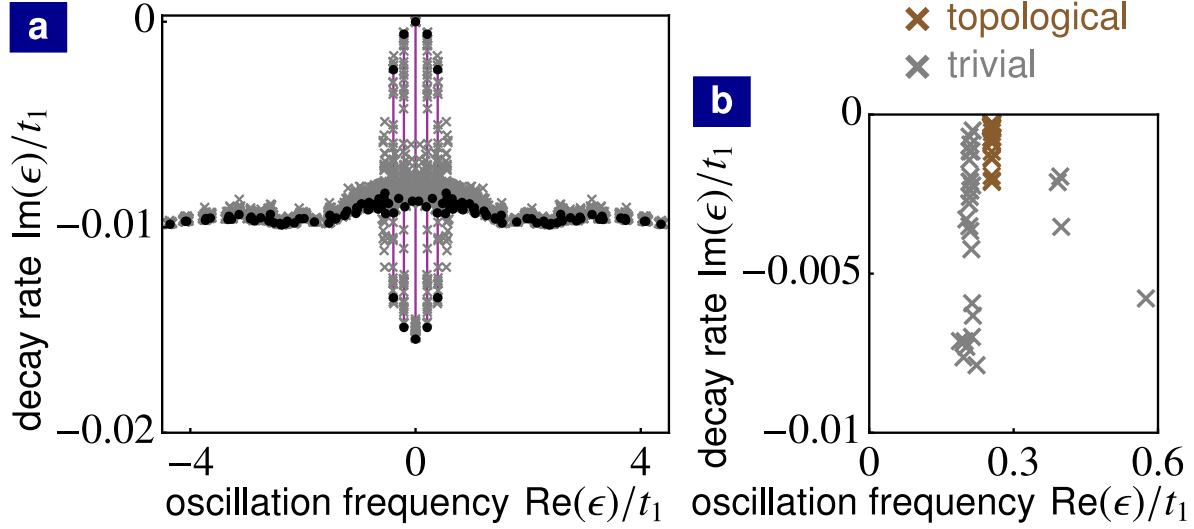 a
0
−0.01
−0.02
decay rate Im(ϵ)/t₁
−4
0
4
oscillation frequency Re(ϵ)/t₁
topological
trivial
b
0
−0.005
−0.01
decay rate Im(ϵ)/t₁
0
0.3
0.6
oscillation frequency Re(ϵ)/t₁